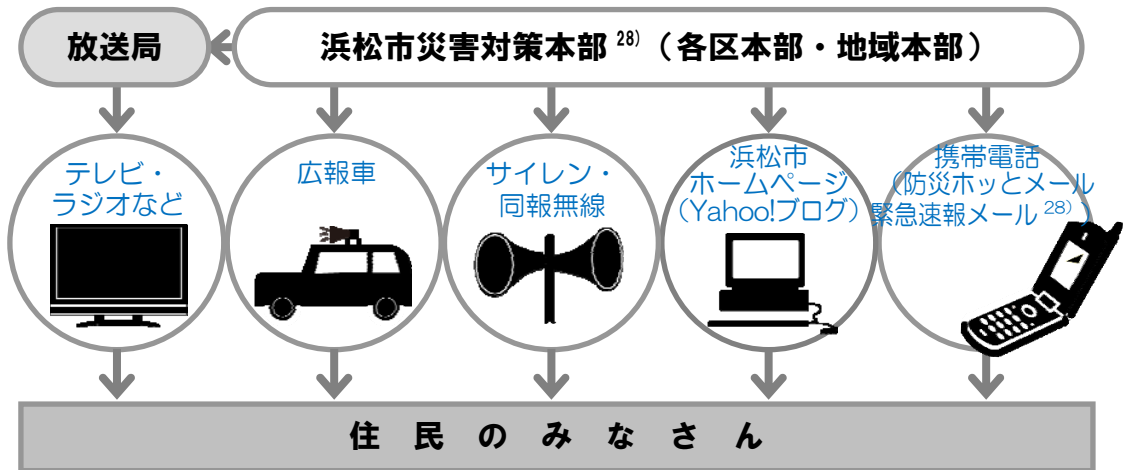 放送局
浜松市災害対策本部 28)（各区本部・地域本部）
テレビ・
ラジオなど
広報車
サイレン・
同報無線
浜松市
ホームページ
（Yahoo!ブログ）
携帯電話
（防災ホッとメール
緊急速報メール 28)）
住民のみなさん